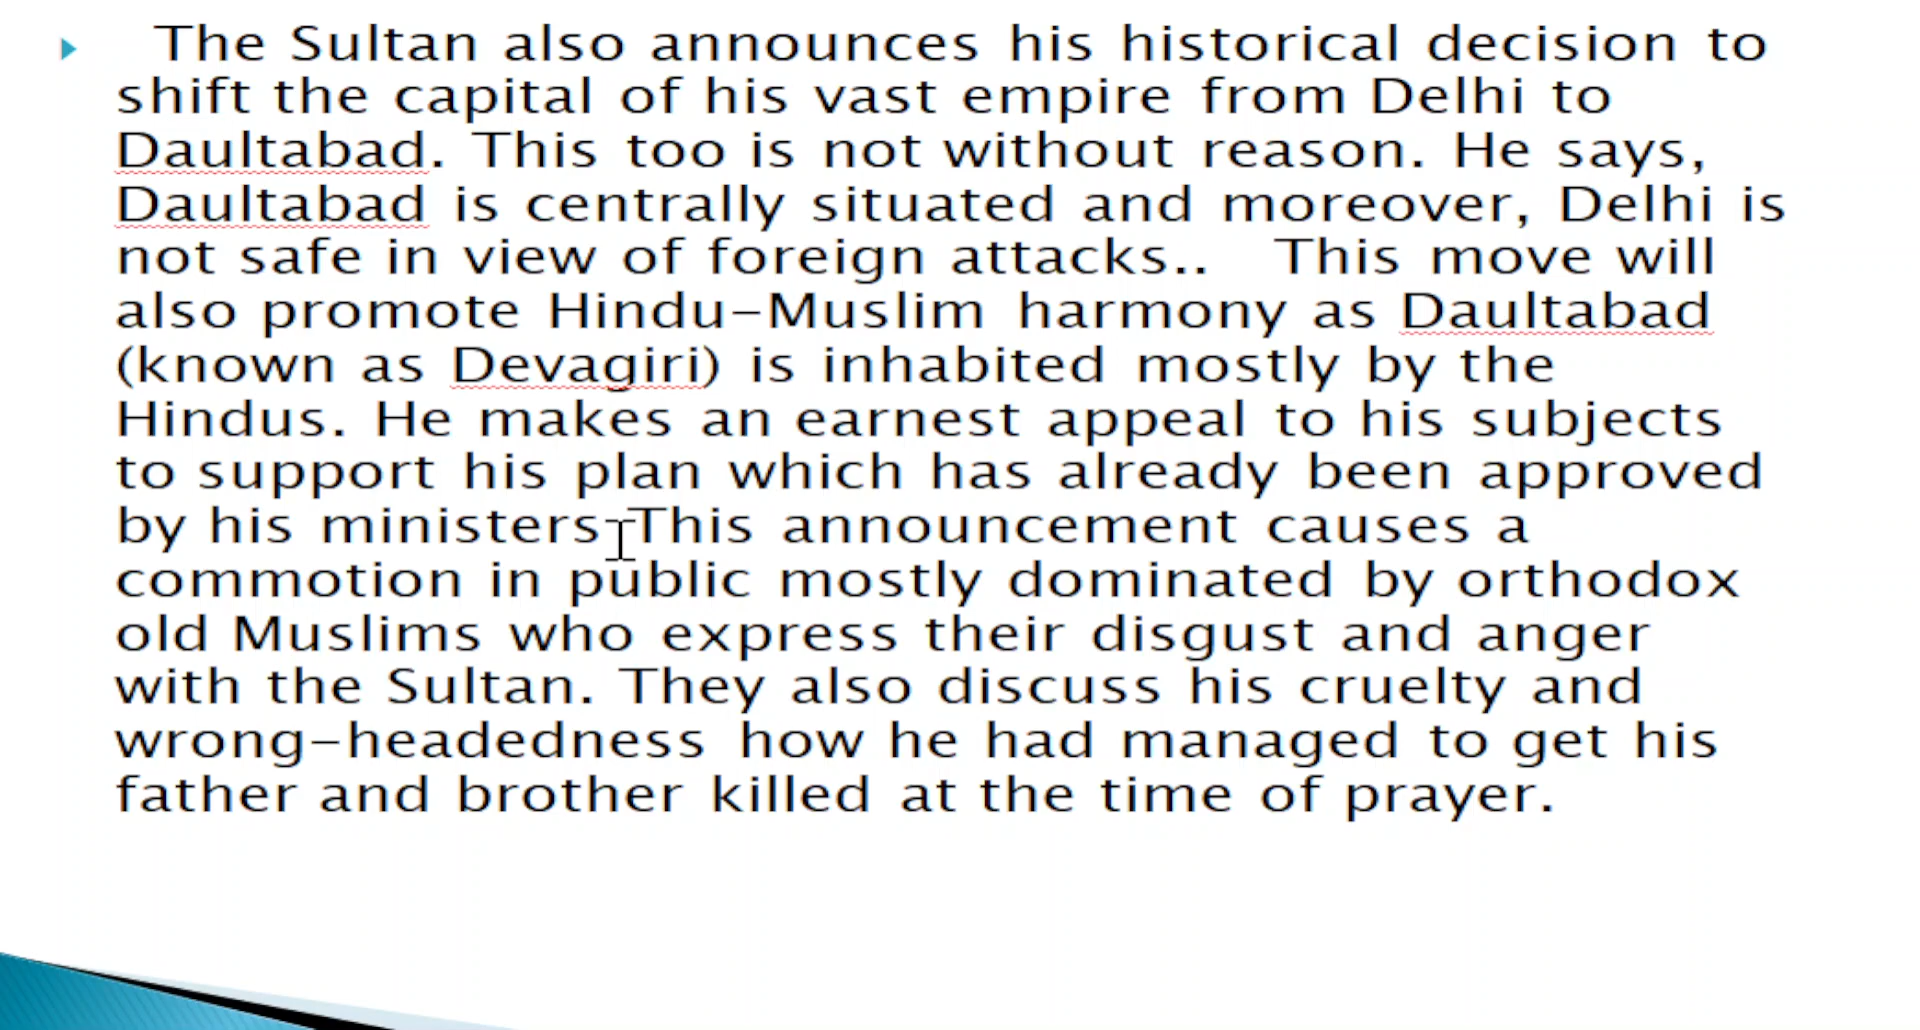 The Sultan also announces his historical decision to
shift the capital of his vast empire from Delhi to
Daultabad. This too is not without reason. He says,
Daultabad is centrally situated and moreover, Delhi is
not safe in view of foreign attacks.. This move will
also promote Hindu–Muslim harmony as Daultabad
(known as Devagiri) is inhabited mostly by the
Hindus. He makes an earnest appeal to his subjects
to support his plan which has already been approved
by his ministers This announcement causes a
commotion in public mostly dominated by orthodox
old Muslims who express their disgust and anger
with the Sultan. They also discuss his cruelty and
wrong–headedness how he had managed to get his
father and brother killed at the time of prayer.